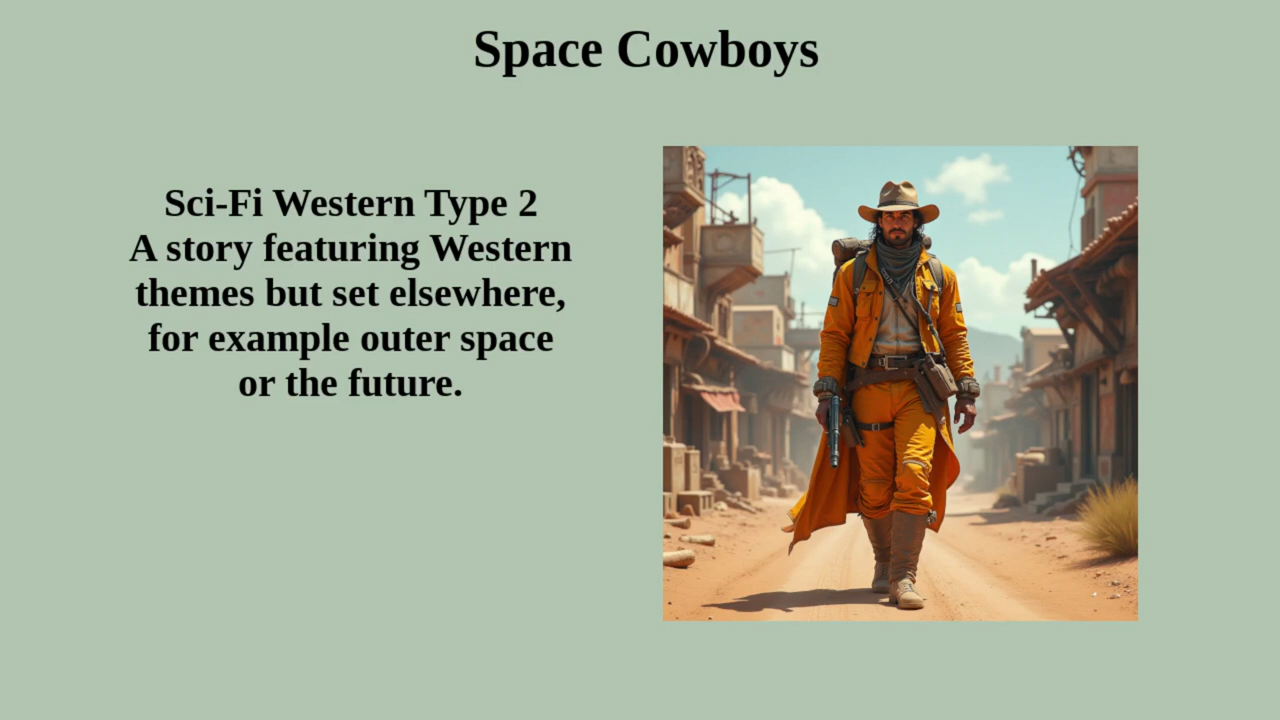 Space Cowboys
Sci-Fi Western Type 2
A story featuring Western
themes but set elsewhere,
for example outer space
or the future.